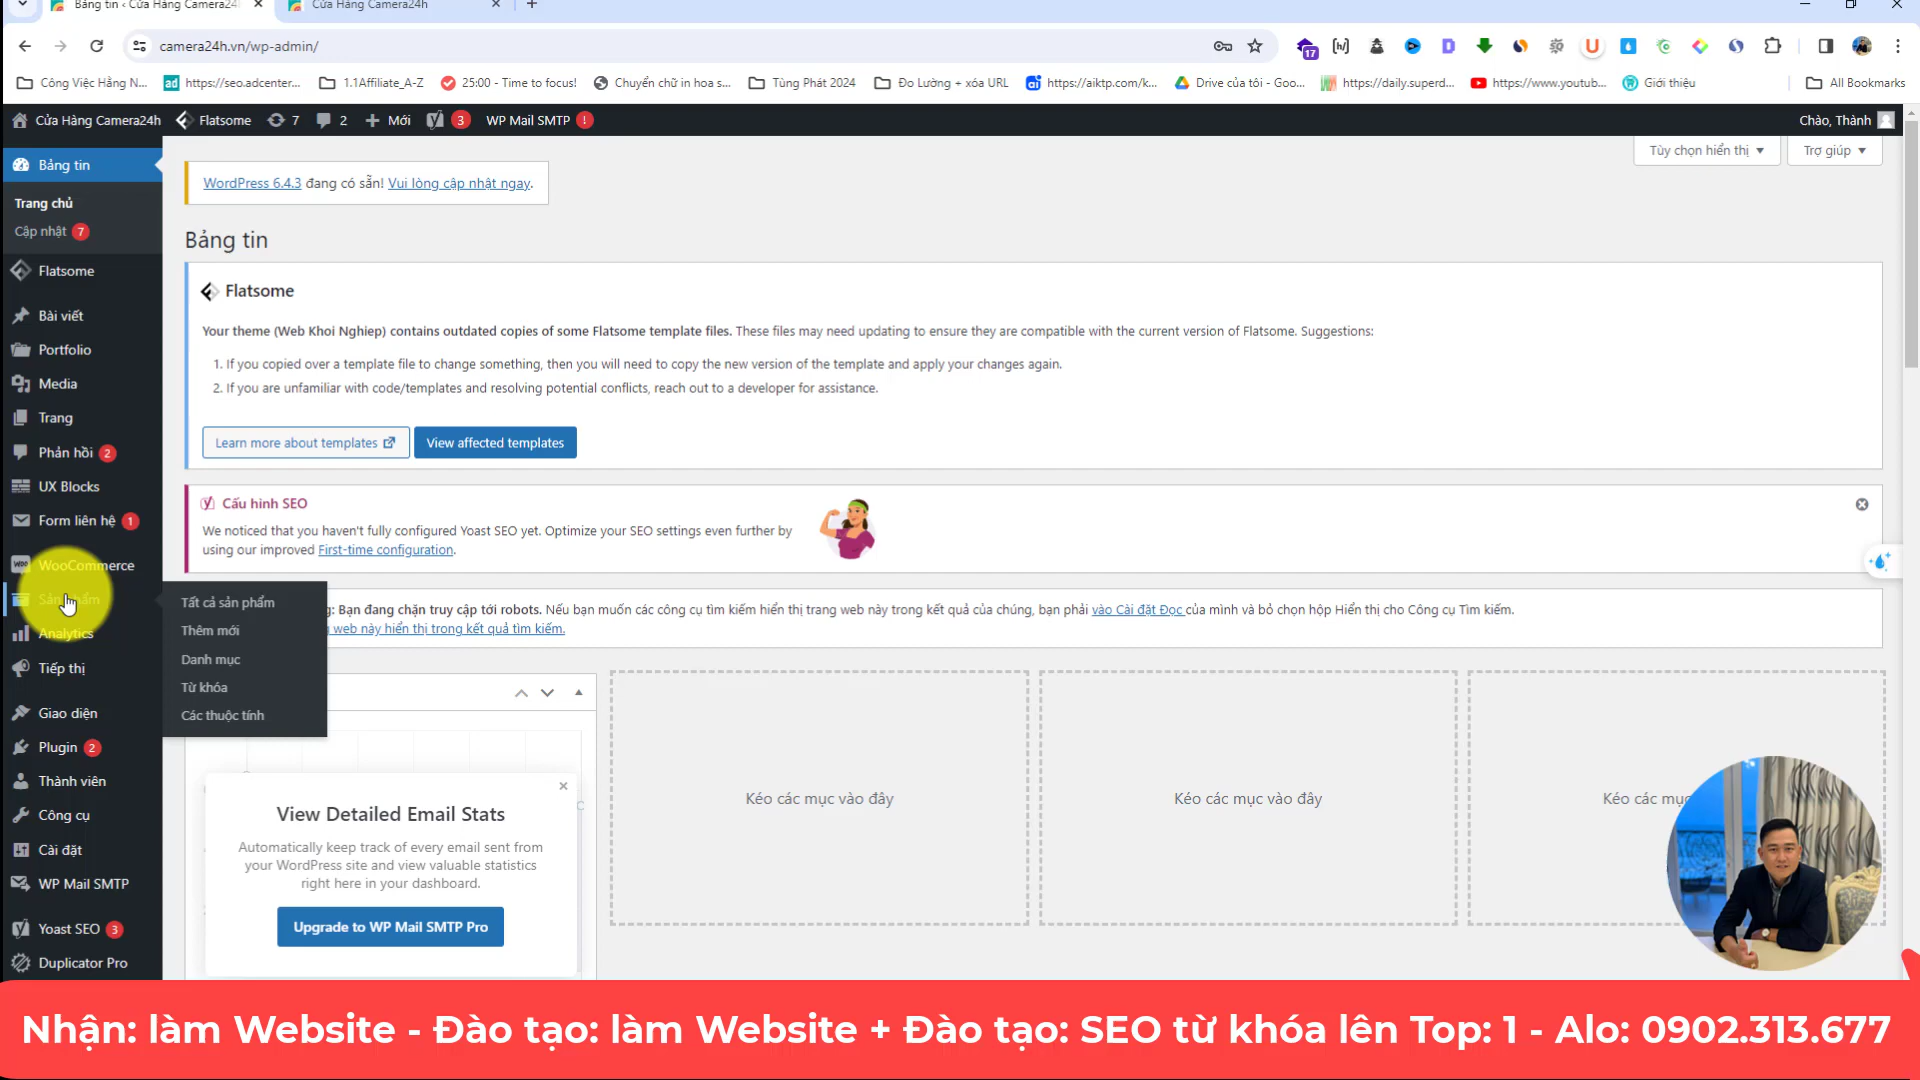 Bảng tin ‹ Cửa Hàng Camera24
Cửa Hàng Camera24h
camera24h.vn/wp-admin/
17
Công Việc Hằng N...
ad https://seo.adcenter...
1.1Affiliate_A-Z
25:00 - Time to focus!
Chuyển chữ in hoa s...
Tùng Phát 2024
Đo Lường + xóa URL
ai https://aiktp.com/k...
Drive của tôi - Goo...
https://daily.superd...
https://www.youtub...
Giới thiệu
All Bookmarks
Cửa Hàng Camera24h
Flatsome
7
2
Mới
3
WP Mail SMTP !
Chào, Thành
Bảng tin
Trang chủ
Cập nhật 7
Flatsome
Bài viết
Portfolio
Media
Trang
Phản hồi 2
UX Blocks
Form liên hệ 1
WooCommerce
Sản phẩm
Analytics
Tiếp thị
Giao diện
Plugin 2
Thành viên
Công cụ
Cài đặt
WP Mail SMTP
Yoast SEO 3
Duplicator Pro
Tất cả sản phẩm
Thêm mới
Danh mục
Từ khóa
Các thuộc tính
Tùy chọn hiển thị
Trợ giúp
WordPress 6.4.3 đang có sẵn! Vui lòng cập nhật ngay.
Bảng tin
Flatsome
Your theme (Web Khoi Nghiep) contains outdated copies of some Flatsome template files. These files may need updating to ensure they are compatible with the current version of Flatsome. Suggestions:
1. If you copied over a template file to change something, then you will need to copy the new version of the template and apply your changes again.
2. If you are unfamiliar with code/templates and resolving potential conflicts, reach out to a developer for assistance.
Learn more about templates
View affected templates
Cấu hình SEO
We noticed that you haven't fully configured Yoast SEO yet. Optimize your SEO settings even further by
using our improved First-time configuration.
g: Bạn đang chặn truy cập tới robots. Nếu bạn muốn các công cụ tìm kiếm hiển thị trang web này trong kết quả của chúng, bạn phải vào Cài đặt Đọc của mình và bỏ chọn hộp Hiển thị cho Công cụ Tìm kiếm.
g web này hiển thị trong kết quả tìm kiếm.
View Detailed Email Stats
Automatically keep track of every email sent from
your WordPress site and view valuable statistics
right here in your dashboard.
Upgrade to WP Mail SMTP Pro
Kéo các mục vào đây
Kéo các mục vào đây
Kéo các mục
Nhận: làm Website - Đào tạo: làm Website + Đào tạo: SEO từ khóa lên Top: 1 - Alo: 0902.313.677